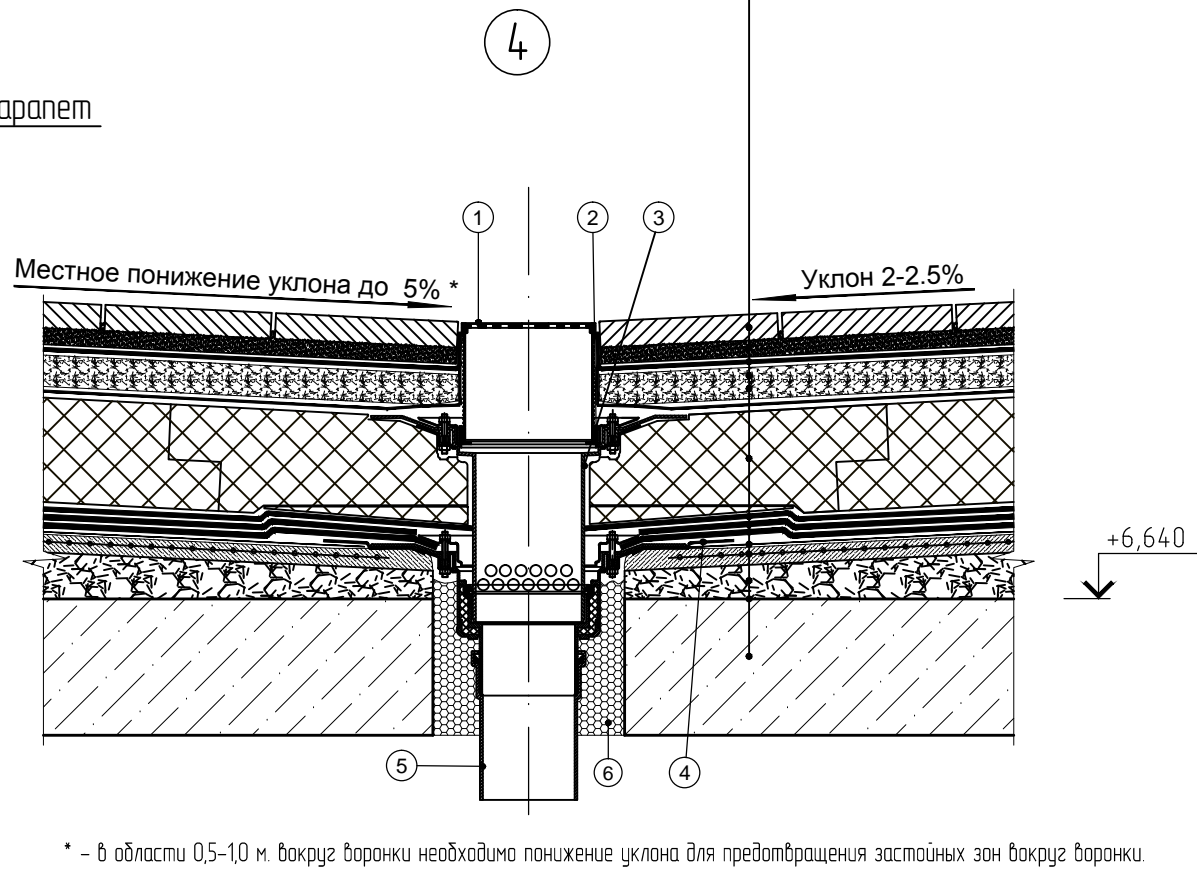 4
арапет
1
2
3
Местное понижение уклона до 5% *
Уклон 2-2.5%
+6,640
5
6
4
* - в области 0,5-1,0 м. вокруг воронки необходимо понижение уклона для предотвращения застойных зон вокруг воронки.